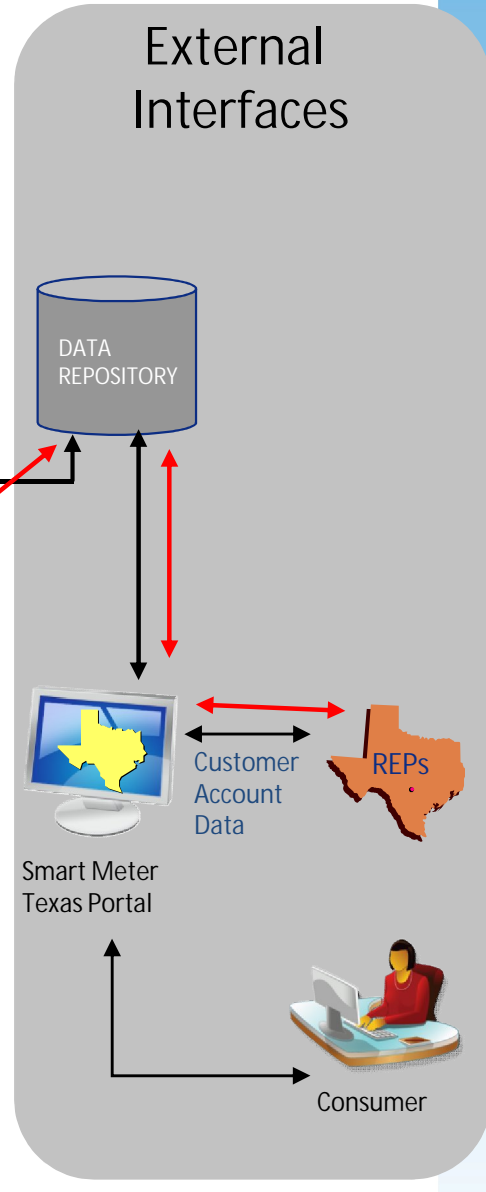 External
Interfaces
DATA
REPOSITORY
Customer
Account
Data
REPs
Smart Meter
Texas Portal
Consumer